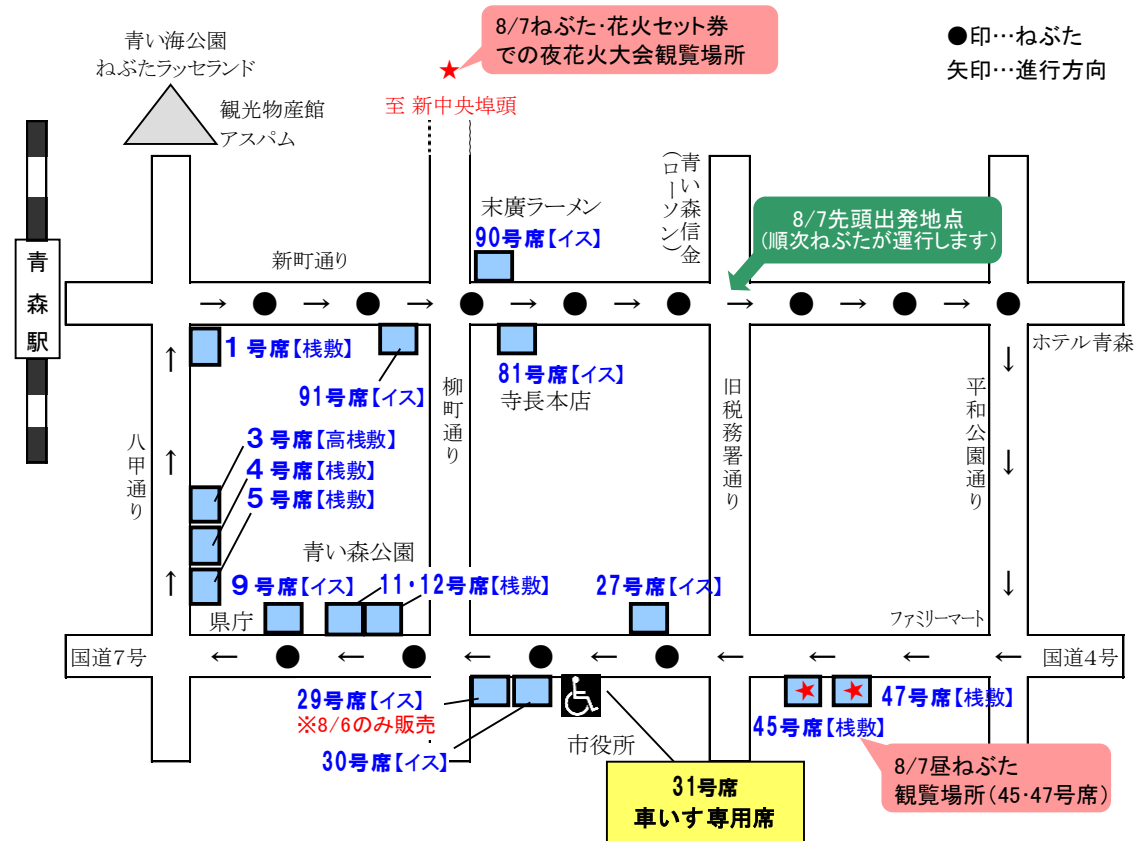 青い海公園
ねぶたラッセランド
観光物産館
アスパム
8/7ねぶた・花火セット券
での夜花火大会観覧場所
至 新中央埠頭
●印…ねぶた
矢印…進行方向
青森駅
新町通り
末廣ラーメン
90号席【イス】
青い森信金
(ローソン)
8/7先頭出発地点
(順次ねぶたが運行します)
ホテル青森
1 号席【桟敷】
91号席【イス】
81号席【イス】
寺長本店
八甲通り
柳町通り
旧税務署通り
平和公園通り
3 号席【高桟敷】
4 号席【桟敷】
5 号席【桟敷】
青い森公園
9 号席【イス】
11・12号席【桟敷】
27号席【イス】
県庁
ファミリーマート
国道7号
国道4号
29号席【イス】
※8/6のみ販売
30号席【イス】
市役所
31号席
車いす専用席
45号席【桟敷】
47号席【桟敷】
8/7昼ねぶた
観覧場所(45・47号席)